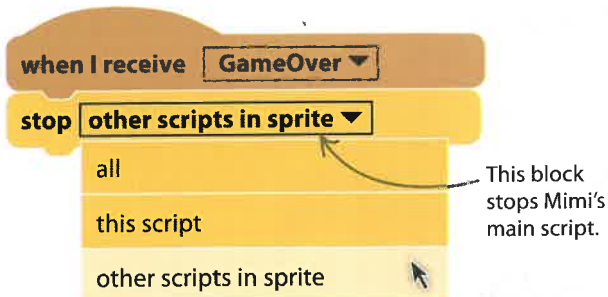 when I receive GameOver
stop other scripts in sprite
all
this script
other scripts in sprite
This block
stops Mimi's
main script.